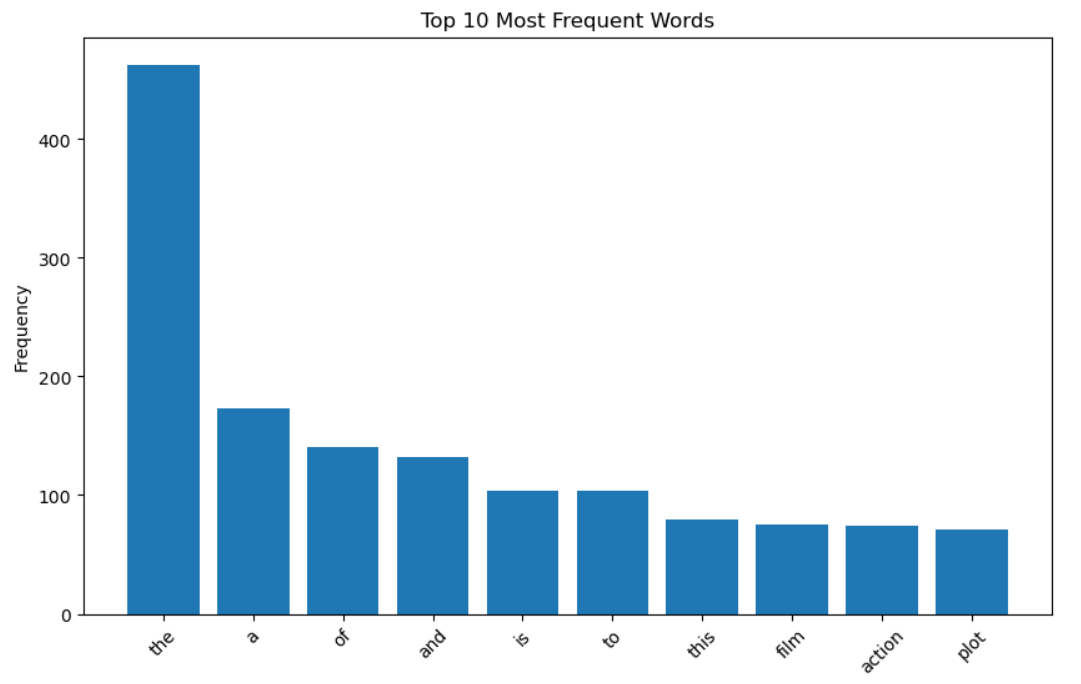 Top 10 Most Frequent Words
Frequency
400
300
200
100
0
the
a
of
and
is
to
this
film
action
plot